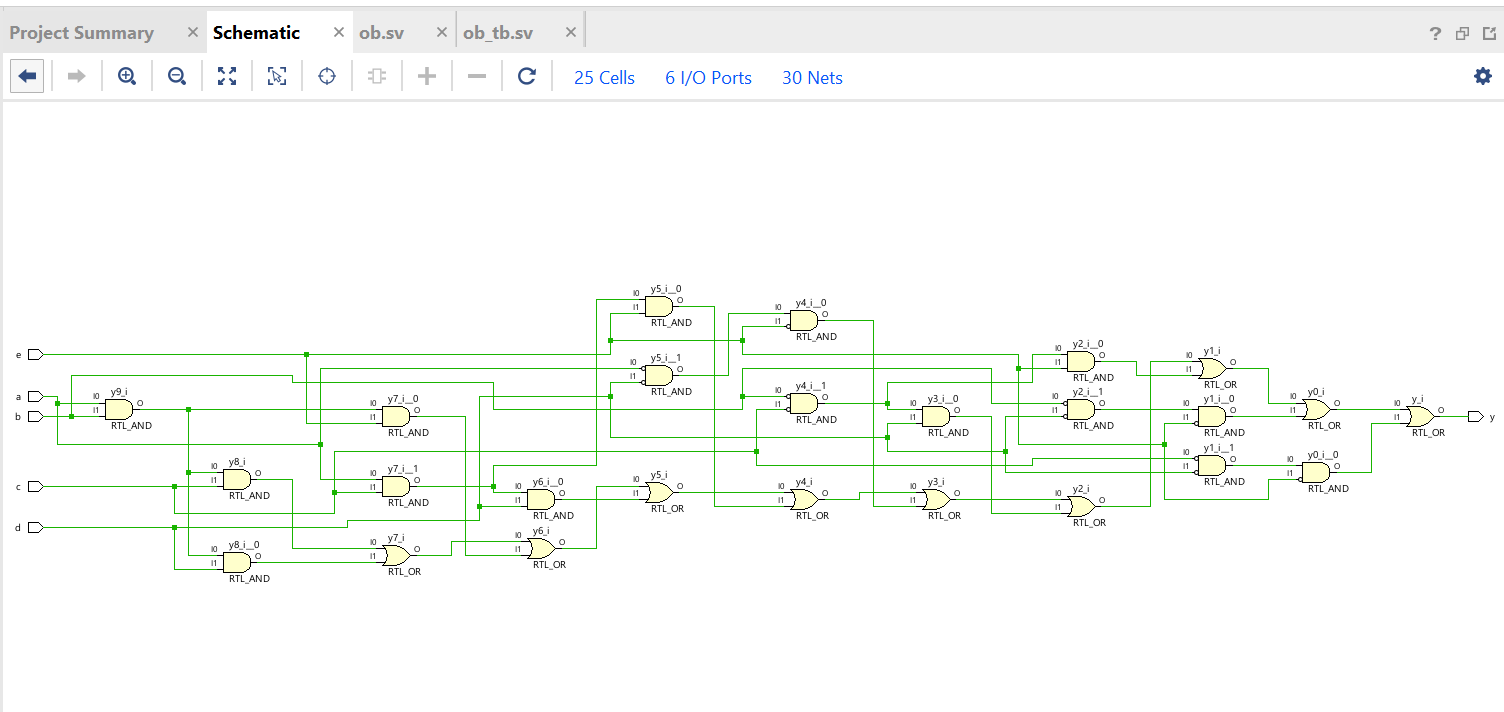 Project Summary × Schematic × ob.sv × ob_tb.sv × ?
25 Cells 6 I/O Ports 30 Nets
e
a
b
c
d
I0 y9_i O
I1
RTL_AND
I0 y8_i O
I1
RTL_AND
I0 y8_i__0 O
I1
RTL_AND
I0 y7_i__0 O
I1
RTL_AND
I0 y7_i__1 O
I1
RTL_AND
I0 y7_i O
I1
RTL_OR
I0 y6_i__0 O
I1
RTL_AND
I0 y6_i O
I1
RTL_OR
I0 y5_i__0 O
I1
RTL_AND
I0 y5_i__1 O
I1
RTL_AND
I0 y5_i O
I1
RTL_OR
I0 y4_i__0 O
I1
RTL_AND
I0 y4_i__1 O
I1
RTL_AND
I0 y4_i O
I1
RTL_OR
I0 y3_i__0 O
I1
RTL_AND
I0 y3_i O
I1
RTL_OR
I0 y2_i__0 O
I1
RTL_AND
I0 y2_i__1 O
I1
RTL_AND
I0 y2_i O
I1
RTL_OR
I0 y1_i O
I1
RTL_OR
I0 y1_i__0 O
I1
RTL_AND
I0 y1_i__1 O
I1
RTL_AND
I0 y0_i O
I1
RTL_OR
I0 y0_i__0 O
I1
RTL_AND
I0 y_i O
I1
RTL_OR
y